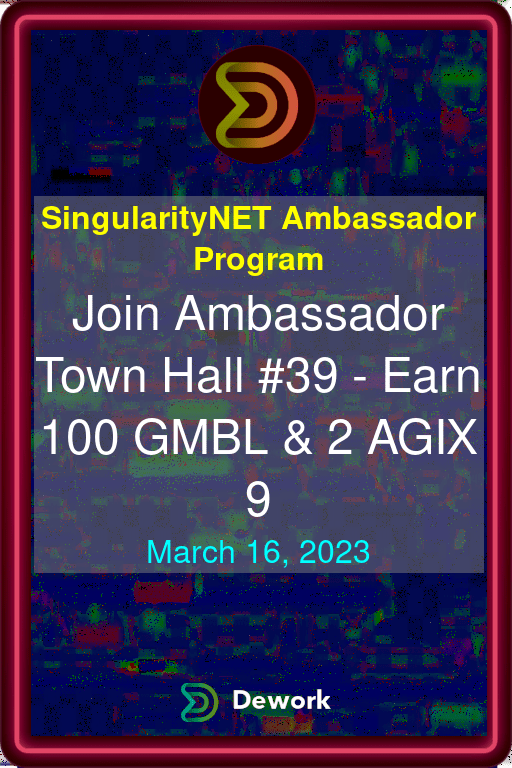 SingularityNET Ambassador
Program
Join Ambassador
Town Hall #39 - Earn
100 GMBL & 2 AGIX
9
March 16, 2023
Dework